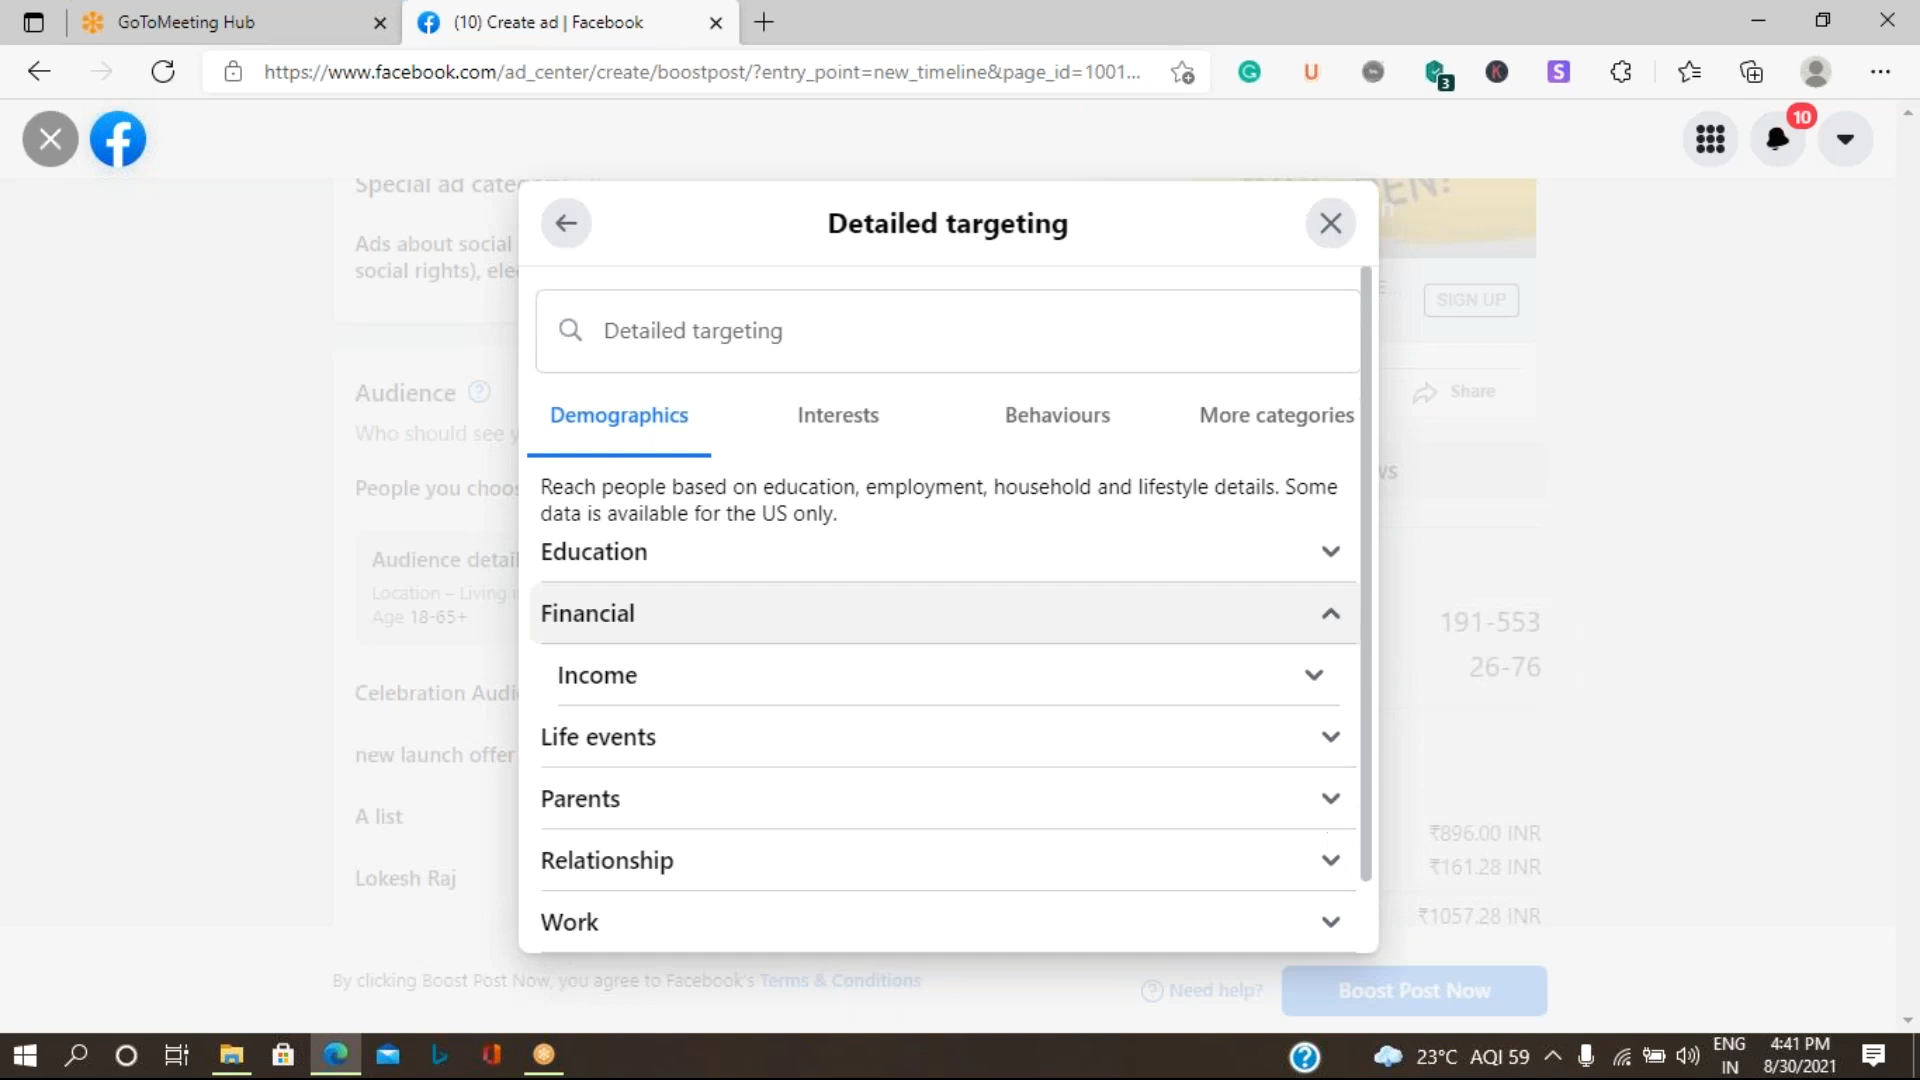 GoToMeeting Hub
(10) Create ad | Facebook
https://www.facebook.com/ad_center/create/boostpost/?entry_point=new_timeline&page_id=1001...
U
3
K
S
10
Special ad cate
Ads about social
social rights), ele
SIGN UP
Share
Audience
Who should see y
People you choos
Audience detail
Location – Living i
Age 18-65+
Celebration Audi
new launch offer
A list
Lokesh Raj
Detailed targeting
Detailed targeting
Demographics
Interests
Behaviours
More categories
Reach people based on education, employment, household and lifestyle details. Some
data is available for the US only.
Education
Financial
Income
Life events
Parents
Relationship
Work
191-553
26-76
₹896.00 INR
₹161.28 INR
₹1057.28 INR
By clicking Boost Post Now, you agree to Facebook's Terms & Conditions
Need help?
Boost Post Now
23°C AQI 59
ENG
IN
4:41 PM
8/30/2021